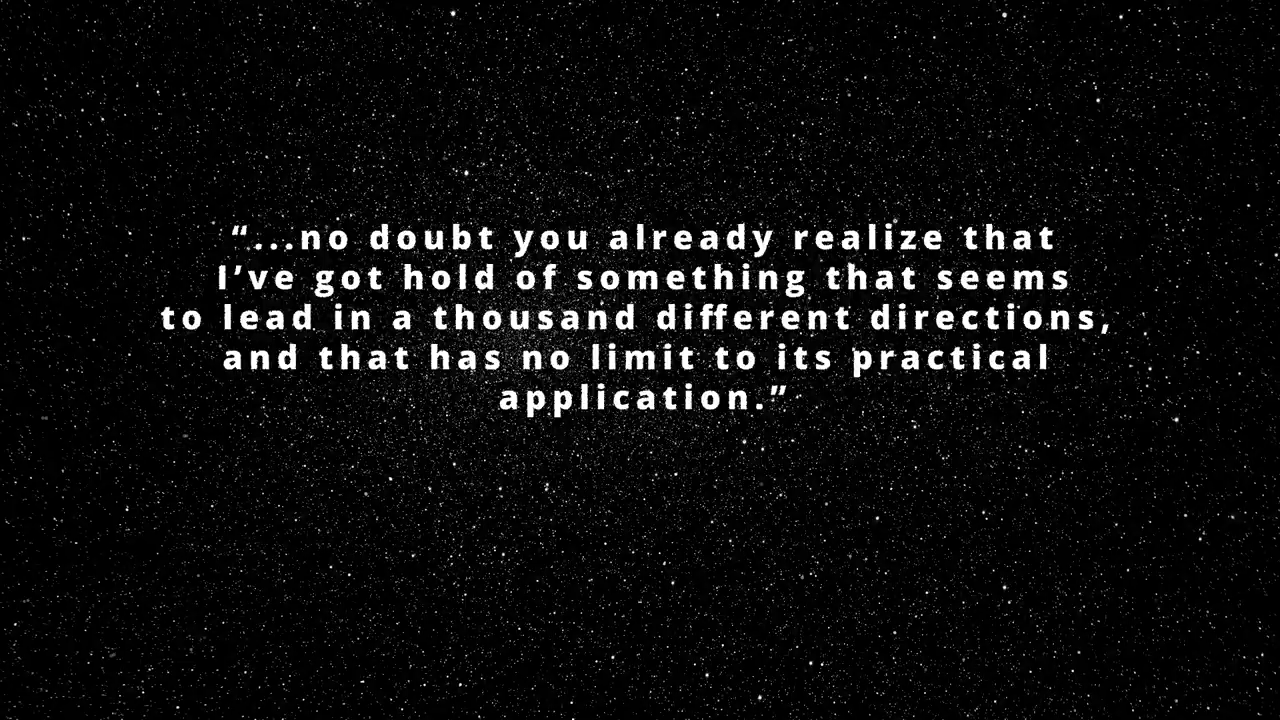 “...no doubt you already realize that
I’ve got hold of something that seems
to lead in a thousand different directions,
and that has no limit to its practical
application.”